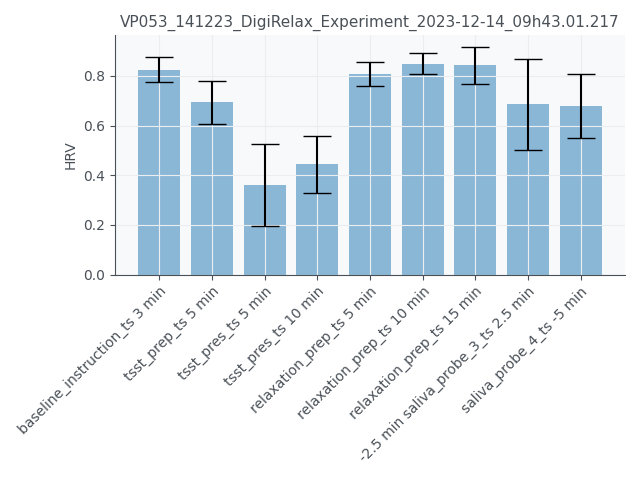 VP053_141223_DigiRelax_Experiment_2023-12-14_09h43.01.217
HRV
0.8
0.6
0.4
0.2
0.0
baseline_instruction_ts 3 min
tsst_prep_ts 5 min
tsst_pres_ts 5 min
tsst_pres_ts 10 min
relaxation_prep_ts 5 min
relaxation_prep_ts 10 min
relaxation_prep_ts 15 min
-2.5 min saliva_probe_3_ts 2.5 min
saliva_probe_4_ts -5 min